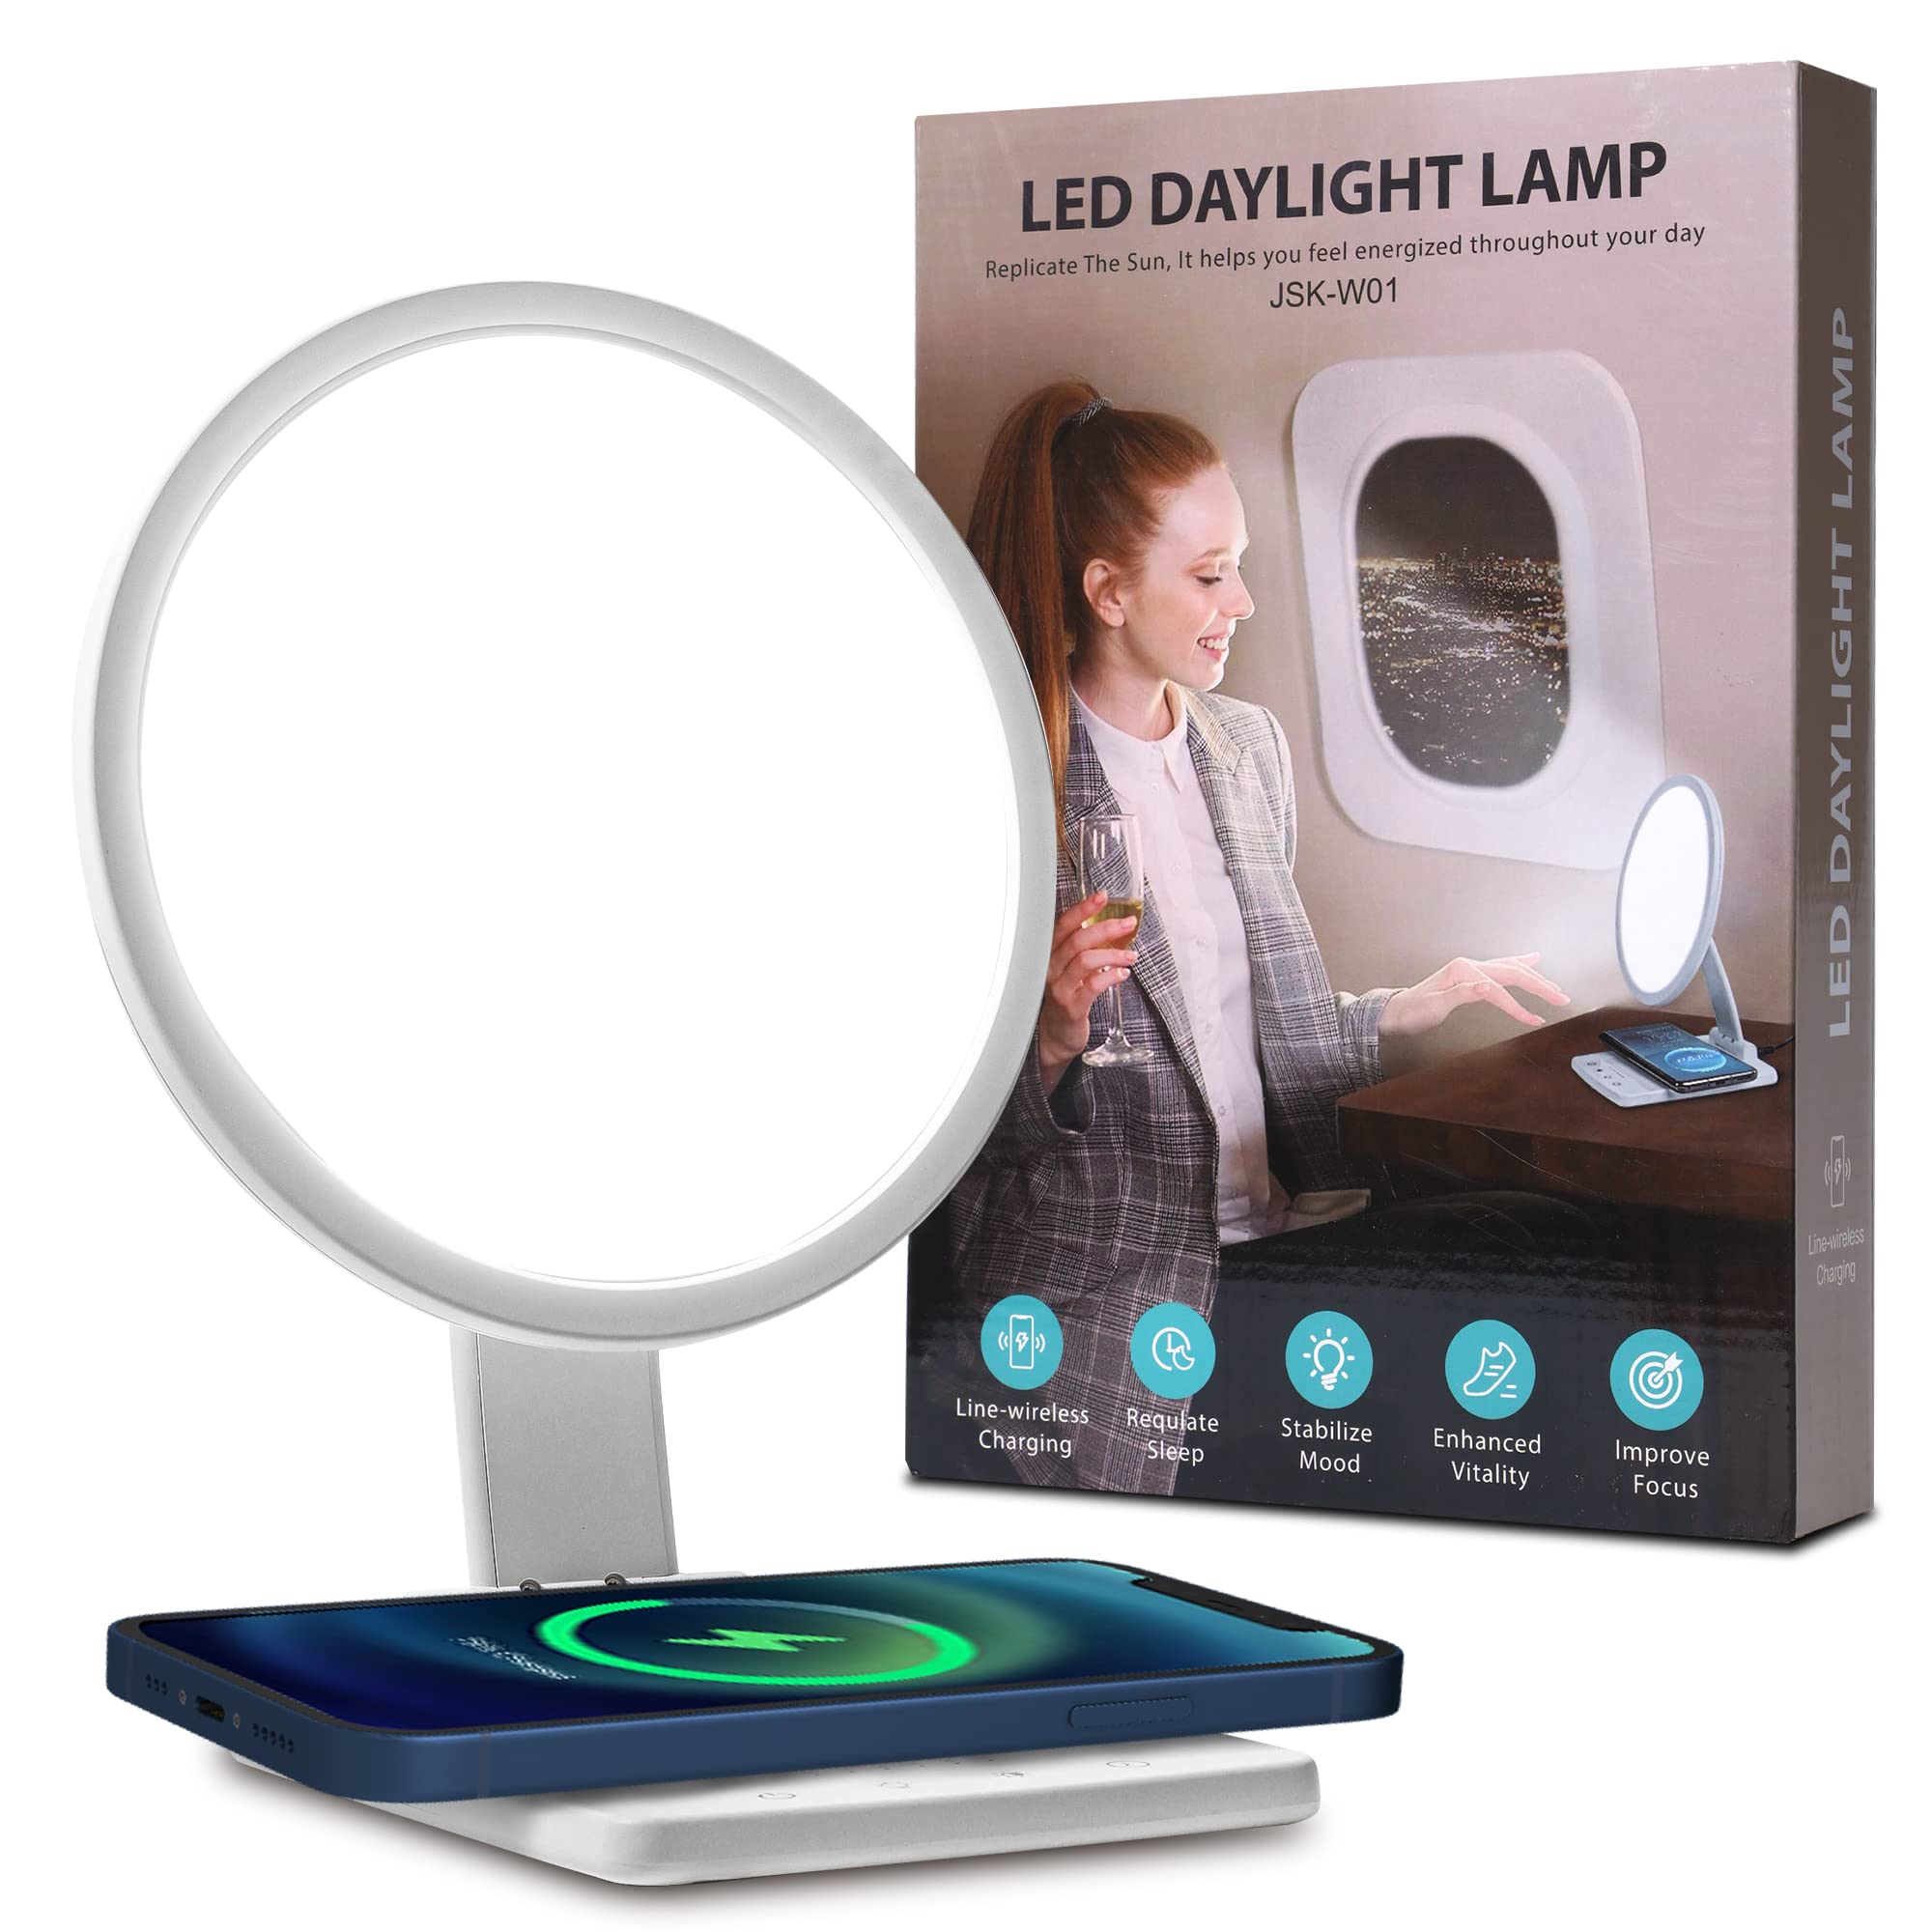 LED DAYLIGHT LAMP
Replicate The Sun, It helps you feel energized throughout your day
JSK-W01
Line-wireless
Charging
Requlate
Sleep
Stabilize
Mood
Enhanced
Vitality
Improve
Focus
LED DAYLIGHT LAMP
Line-wireless
Charging